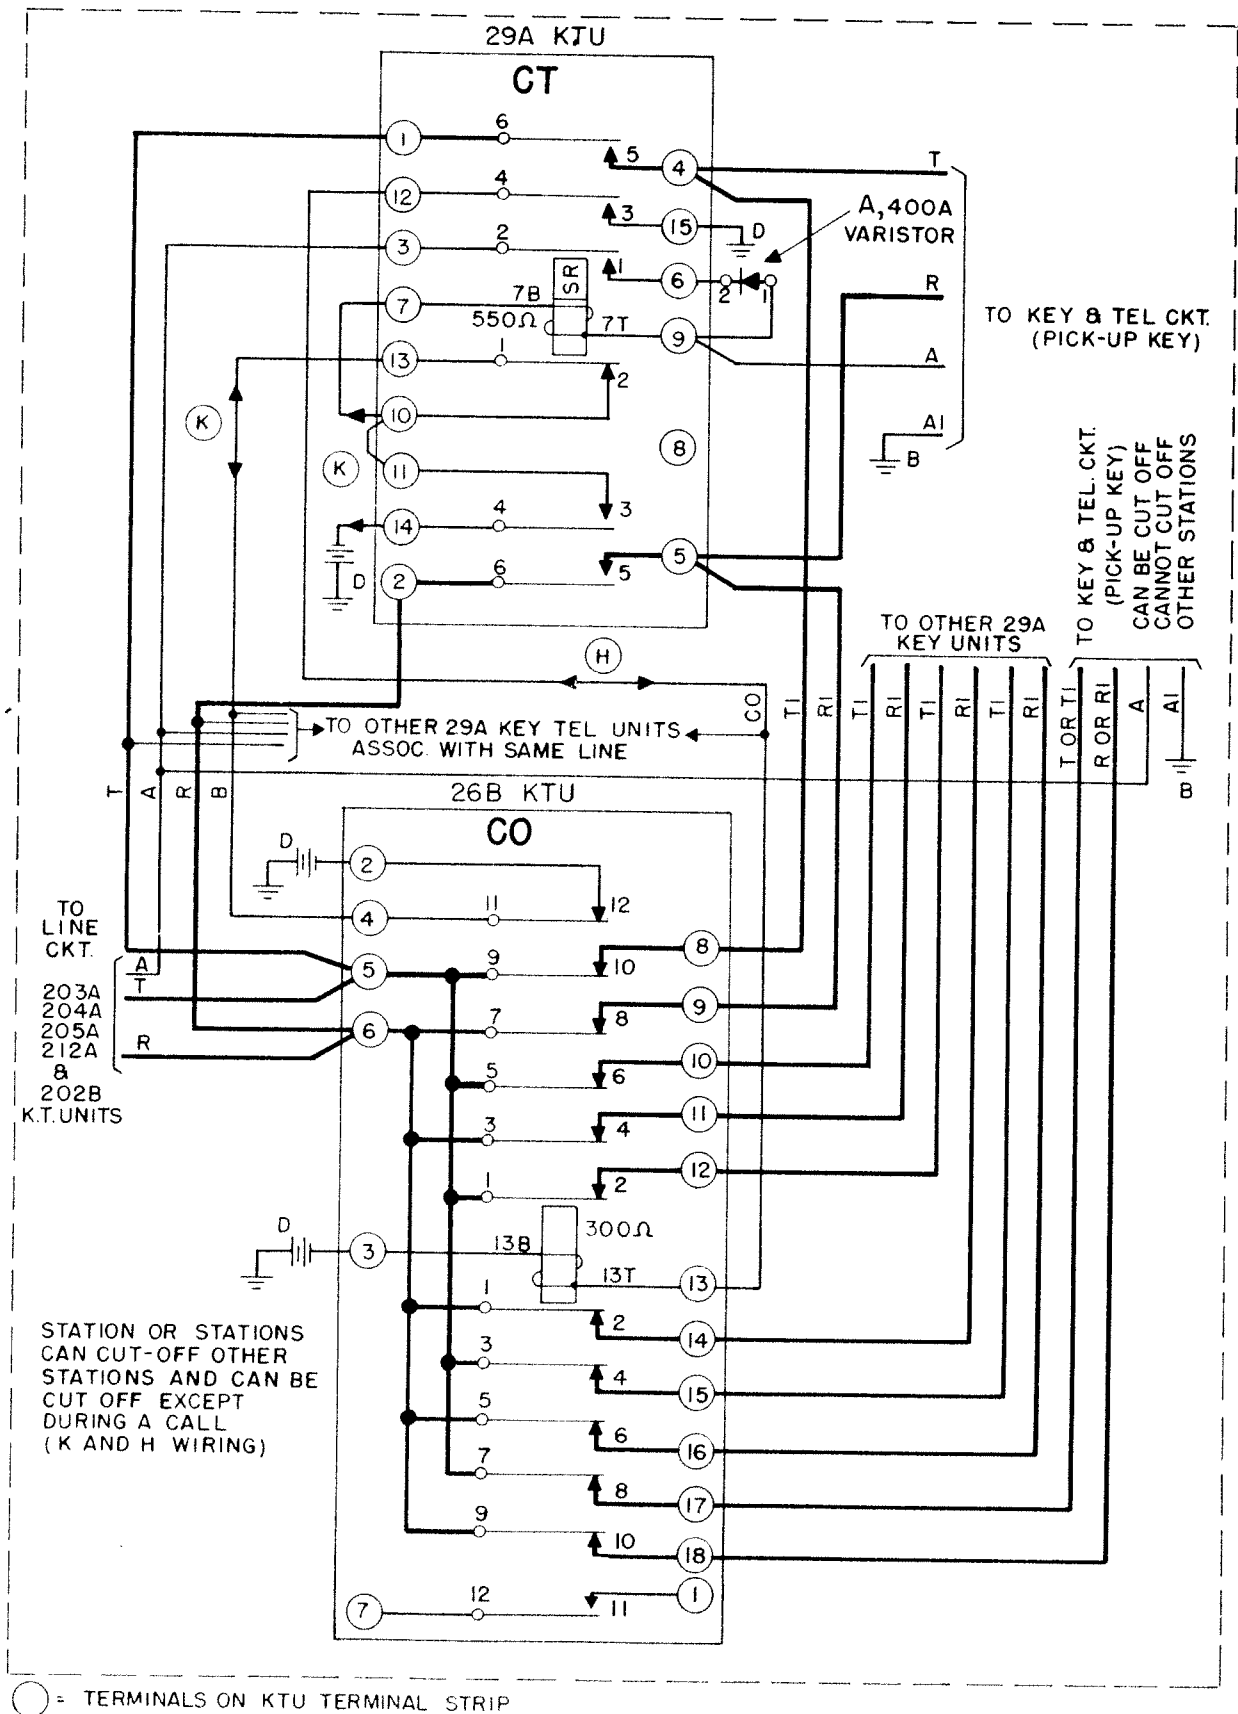 29A KTU
CT
1
6
5
4
T
12
4
3
15
D
A, 400A
VARISTOR
3
2
1
6
2
1
SR
7
7B
550Ω
7T
9
R
TO KEY & TEL CKT.
(PICK-UP KEY)
13
1
2
A
K
10
8
A1
B
K
11
3
14
4
D
2
6
5
5
H
TO OTHER 29A
KEY UNITS
TO KEY & TEL. CKT.
(PICK-UP KEY)
CAN BE CUT OFF
CANNOT CUT OFF
OTHER STATIONS
CO
T1
R1
T1
R1
T1
R1
T1
R1
T OR T1
R OR R1
A
A1
B
TO OTHER 29A KEY TEL UNITS
ASSOC. WITH SAME LINE
T
A
R
B
26B KTU
CO
D
2
12
4
11
TO
LINE
CKT.
A
T
203A
204A
205A
212A
&
202B
K.T. UNITS
R
5
9
10
8
6
7
8
9
5
6
10
3
4
11
1
2
12
300Ω
D
3
13B
13T
13
1
2
14
3
4
15
5
6
16
7
8
17
9
10
18
7
12
11
1
STATION OR STATIONS
CAN CUT-OFF OTHER
STATIONS AND CAN BE
CUT OFF EXCEPT
DURING A CALL
(K AND H WIRING)
= TERMINALS ON KTU TERMINAL STRIP